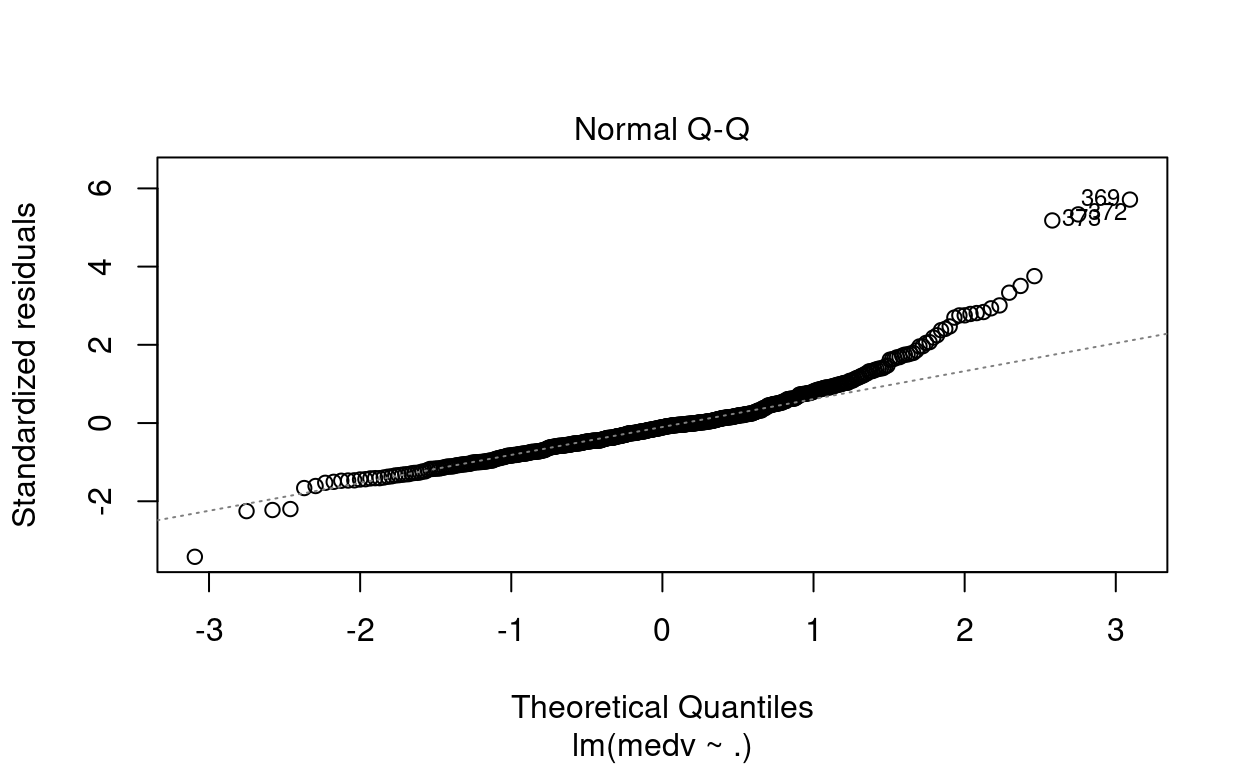 Normal Q-Q
Standardized residuals
6
4
2
0
-2
369
372
373
-3 -2 -1 0 1 2 3
Theoretical Quantiles
lm(medv ~ .)